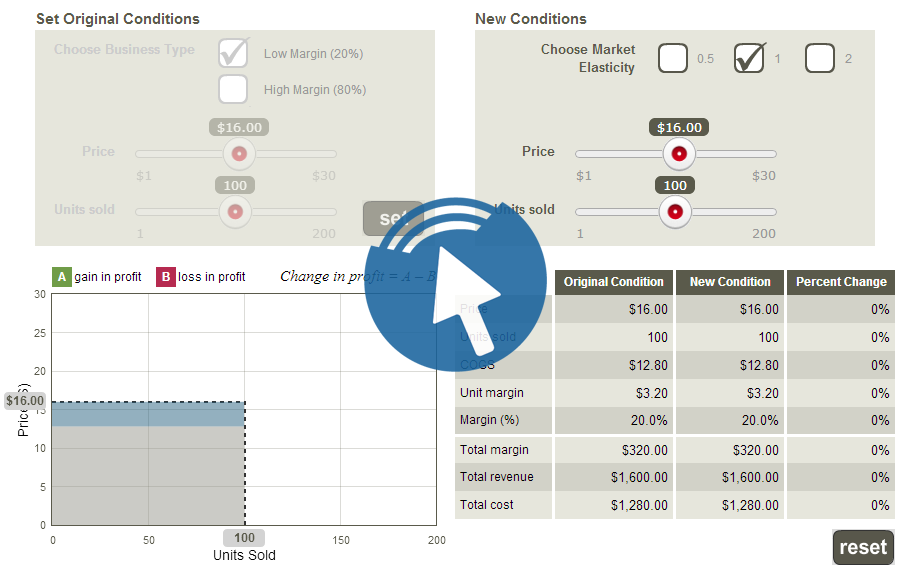 Set Original Conditions
Choose Business Type
Low Margin (20%)
High Margin (80%)
$16.00
Price
$1 $30
100
Units sold
1 200
set
New Conditions
Choose Market
Elasticity
0.5 1 2
$16.00
Price
$1 $30
100
Units sold
1 200
A gain in profit B loss in profit Change in profit = A – B
30
25
20
$16.00
15
10
5
0
Price ($)
0 50 100 150 200
Units Sold
Original Condition New Condition Percent Change
Price $16.00 $16.00 0%
Units sold 100 100 0%
COGS $12.80 $12.80 0%
Unit margin $3.20 $3.20 0%
Margin (%) 20.0% 20.0% 0%
Total margin $320.00 $320.00 0%
Total revenue $1,600.00 $1,600.00 0%
Total cost $1,280.00 $1,280.00 0%
reset